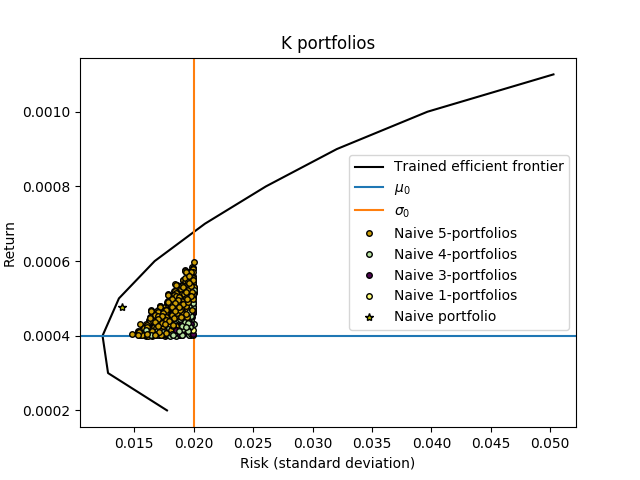 K portfolios
Return
0.0010
0.0008
0.0006
0.0004
0.0002
Trained efficient frontier
μ₀
σ₀
Naive 5-portfolios
Naive 4-portfolios
Naive 3-portfolios
Naive 1-portfolios
Naive portfolio
0.015 0.020 0.025 0.030 0.035 0.040 0.045 0.050
Risk (standard deviation)